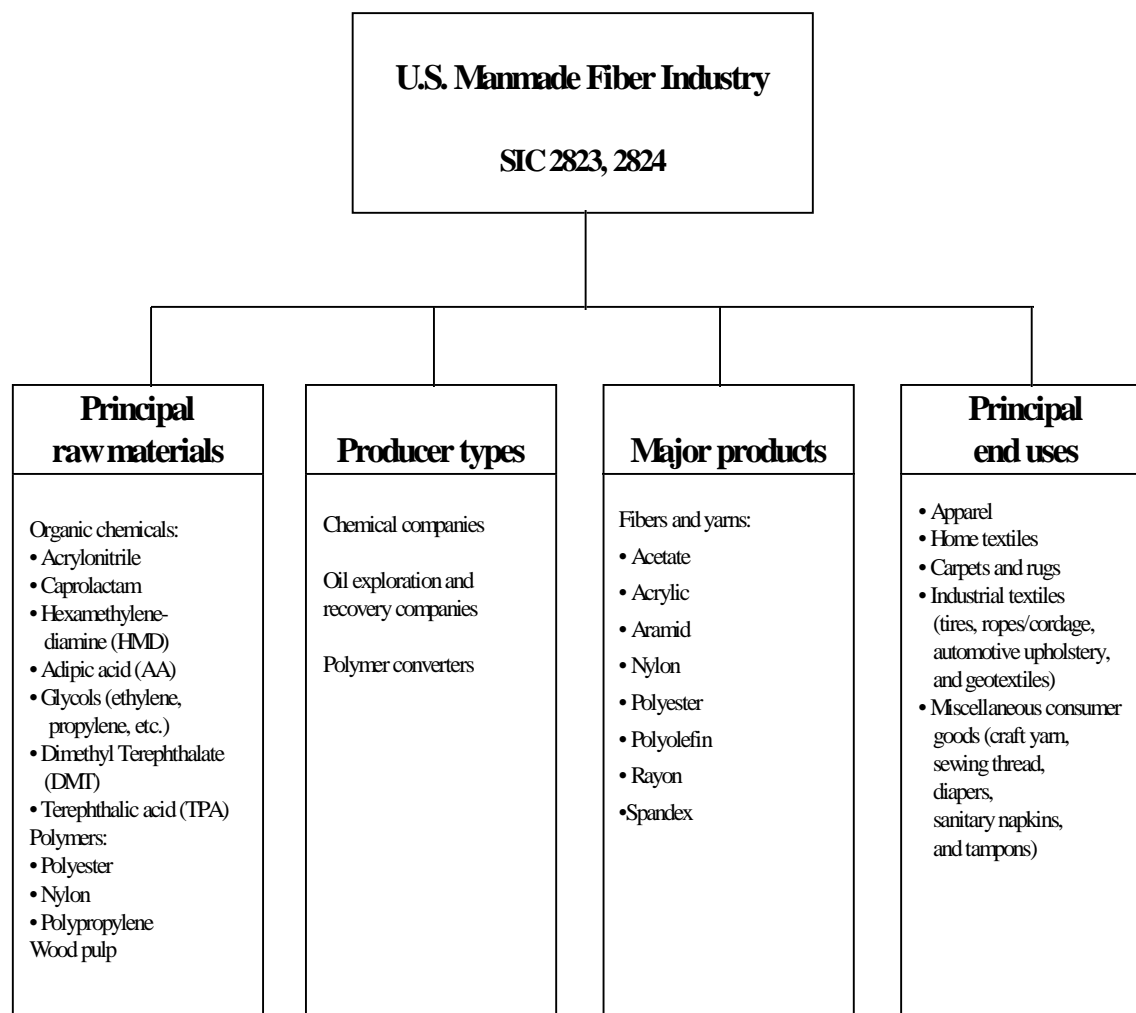 U.S. Manmade Fiber Industry
SIC 2823, 2824
Principal
raw materials
Organic chemicals:
• Acrylonitrile
• Caprolactam
• Hexamethylene-
diamine (HMD)
• Adipic acid (AA)
• Glycols (ethylene,
propylene, etc.)
• Dimethyl Terephthalate
(DMT)
• Terephthalic acid (TPA)
Polymers:
• Polyester
• Nylon
• Polypropylene
Wood pulp
Producer types
Chemical companies
Oil exploration and
recovery companies
Polymer converters
Major products
Fibers and yarns:
• Acetate
• Acrylic
• Aramid
• Nylon
• Polyester
• Polyolefin
• Rayon
•Spandex
Principal
end uses
• Apparel
• Home textiles
• Carpets and rugs
• Industrial textiles
(tires, ropes/cordage,
automotive upholstery,
and geotextiles)
• Miscellaneous consumer
goods (craft yarn,
sewing thread,
diapers,
sanitary napkins,
and tampons)